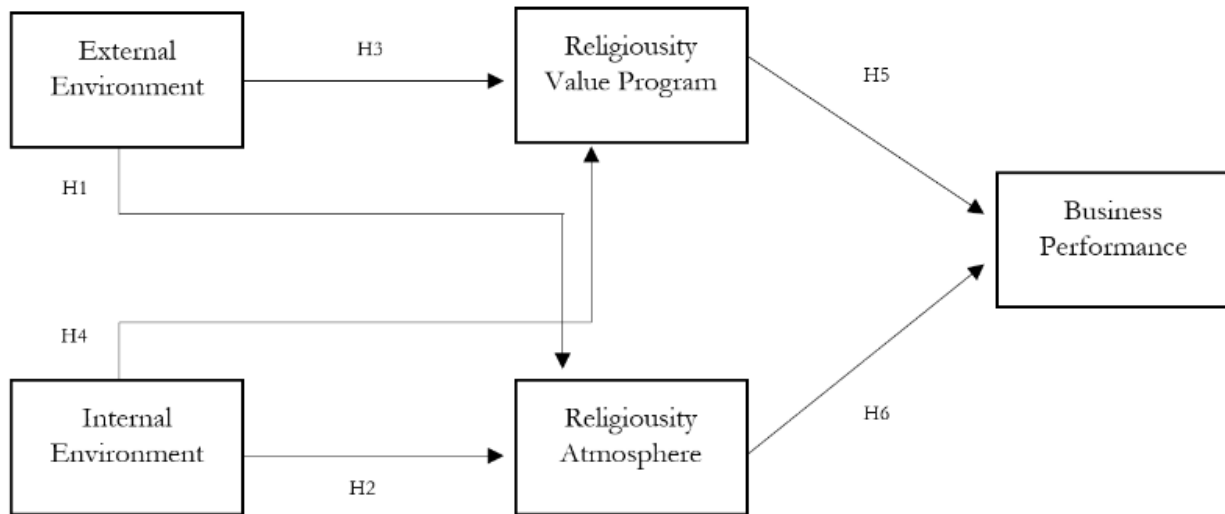 External
Environment
H3
Religiousity
Value Program
H5
H1
Business
Performance
H4
Internal
Environment
H2
Religiousity
Atmosphere
H6